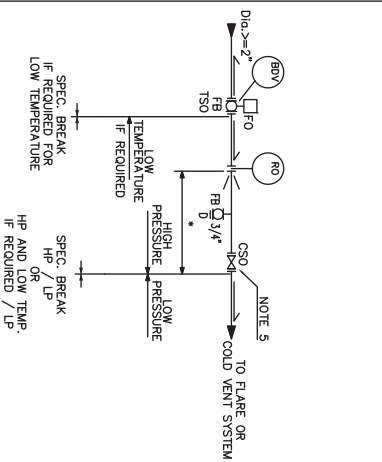 Dia.>=2"
BDV
FB
TSO
FO
RO
FB
D
3/4"
CSO
NOTE 5
TO FLARE OR
COLD VENT SYSTEM
LOW
TEMPERATURE
IF REQUIRED
HIGH
PRESSURE
*
LOW
PRESSURE
SPEC. BREAK
IF REQUIRED FOR
LOW TEMPERATURE
SPEC. BREAK
HP / LP
OR
HP AND LOW TEMP.
IF REQUIRED / LP